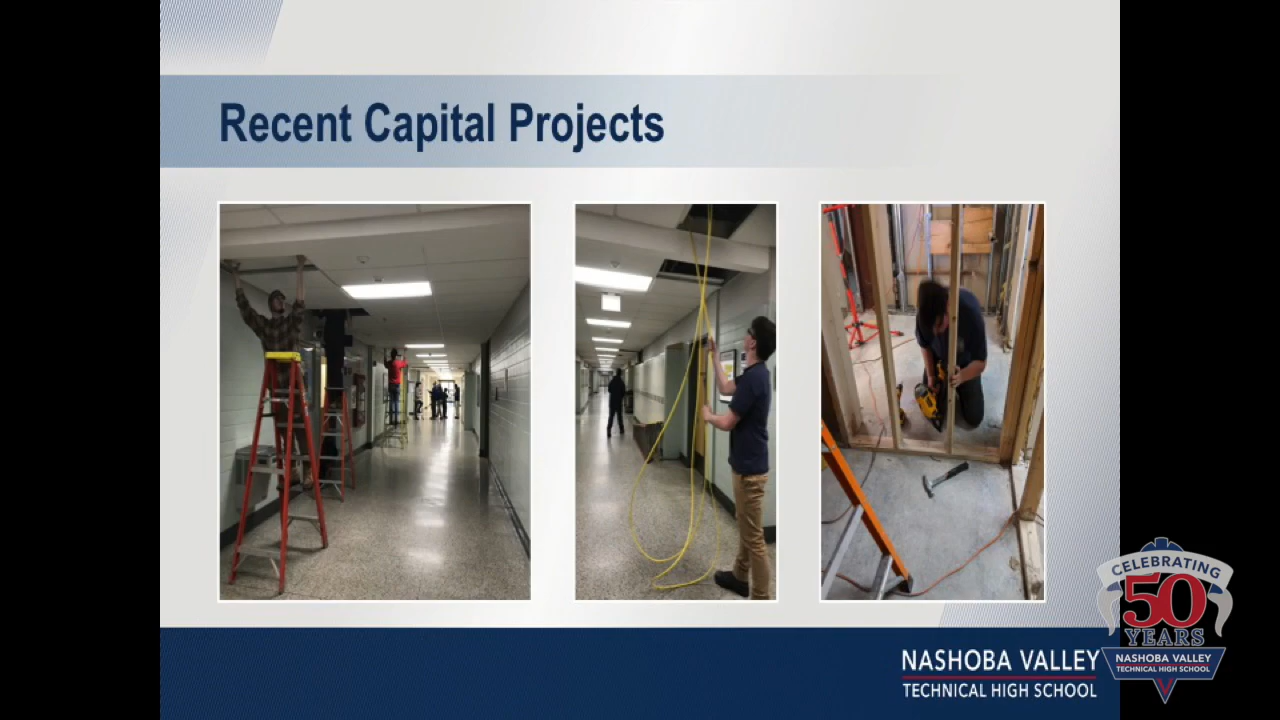 Recent Capital Projects
NASHOBA VALLEY
TECHNICAL HIGH SCHOOL
CELEBRATING
50
YEARS
NASHOBA VALLEY
TECHNICAL HIGH SCHOOL